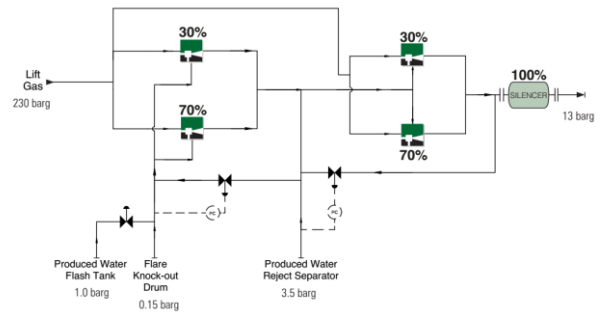 30%
30%
100%
Lift
Gas
230 barg
SILENCER
13 barg
70%
70%
PC
PC
Produced Water
Flash Tank
1.0 barg
Flare
Knock-out
Drum
0.15 barg
Produced Water
Reject Separator
3.5 barg